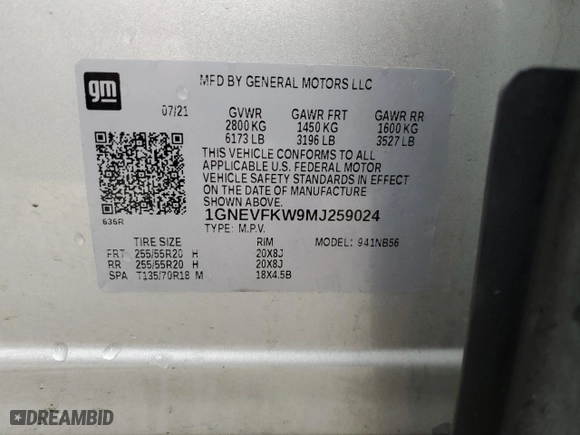 gm
MFD BY GENERAL MOTORS LLC
07/21 GVWR GAWR FRT GAWR RR
2800 KG 1450 KG 1600 KG
6173 LB 3196 LB 3527 LB
THIS VEHICLE CONFORMS TO ALL
APPLICABLE U.S. FEDERAL MOTOR
VEHICLE SAFETY STANDARDS IN EFFECT
ON THE DATE OF MANUFACTURE
SHOWN ABOVE.
636R
1GNEVFKW9MJ259024
TYPE: M.P.V.
TIRE SIZE RIM MODEL: 941NB56
FRT 255/55R20 H 20X8J
RR 255/55R20 H 20X8J
SPA T135/70R18 M 18X4.5B
DREAMBID